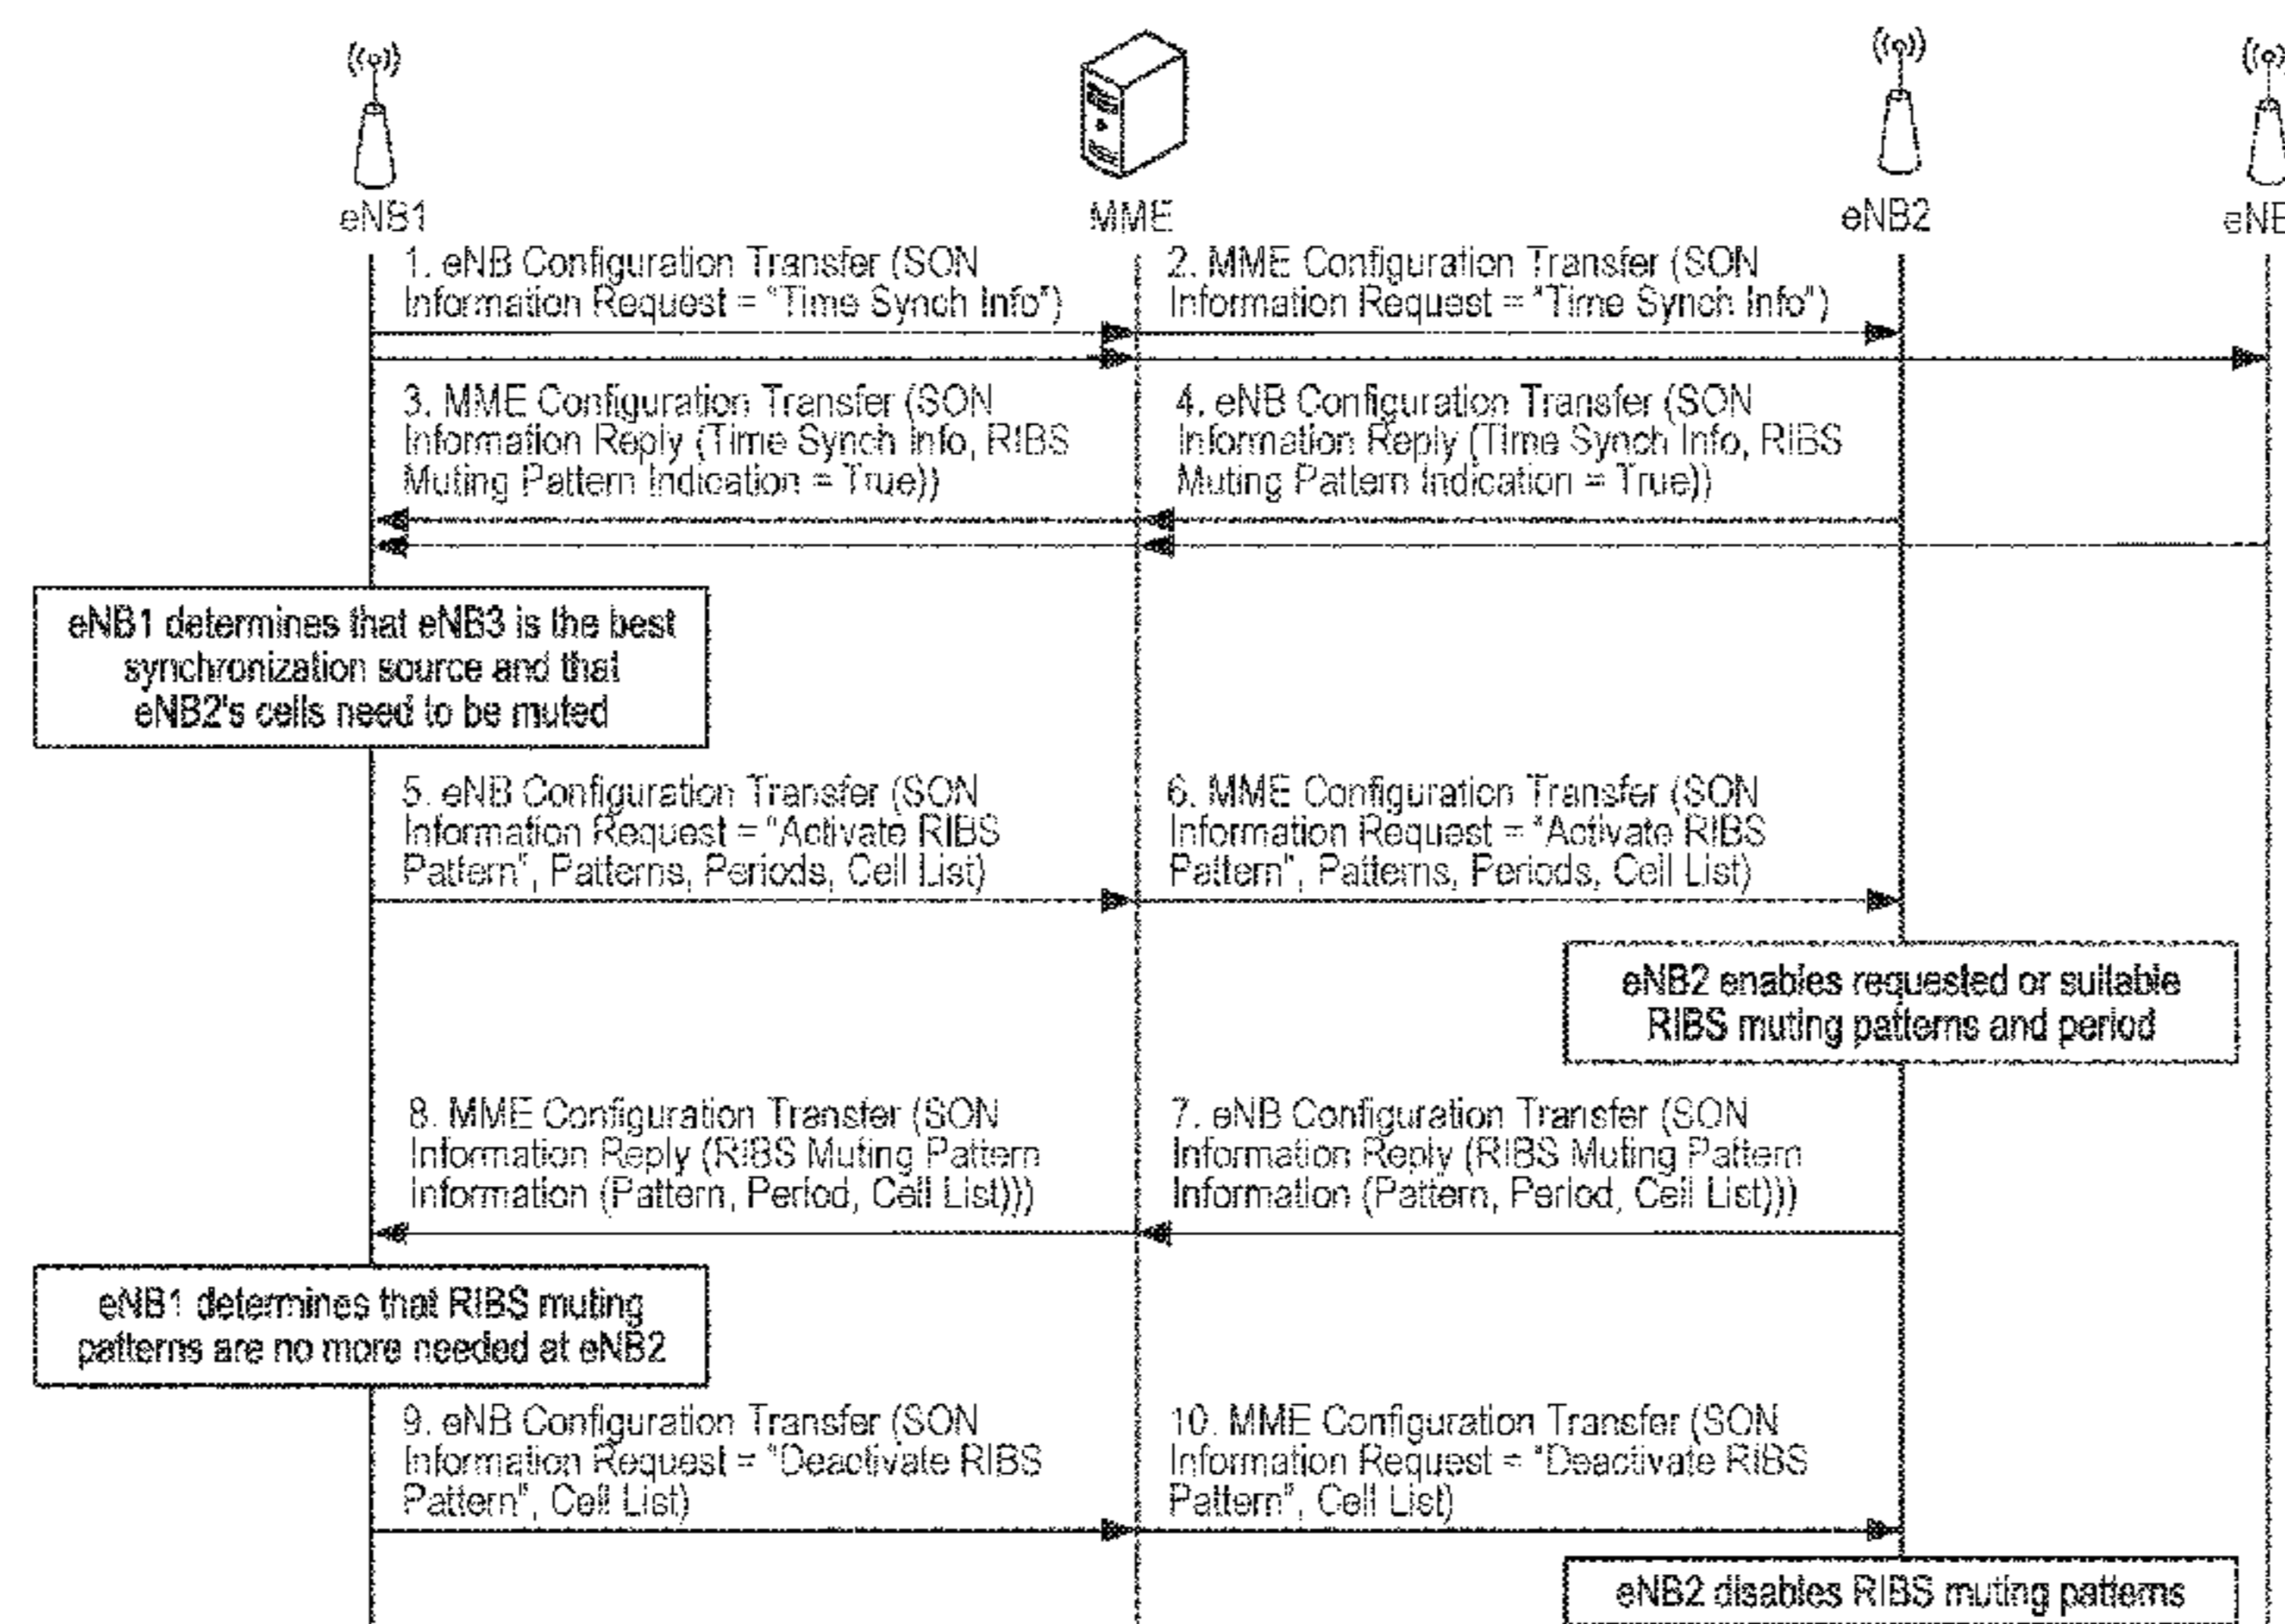 eNB1
MME
eNB2
1. eNB Configuration Transfer (SON
Information Request = "Time Synch Info")
2. MME Configuration Transfer (SON
Information Request = "Time Synch Info")
3. MME Configuration Transfer (SON
Information Reply (Time Synch Info, RIBS
Muting Pattern Indication = True))
4. eNB Configuration Transfer (SON
Information Reply (Time Synch Info, RIBS
Muting Pattern Indication = True))
eNB1 determines that eNB3 is the best
synchronization source and that
eNB2's cells need to be muted
5. eNB Configuration Transfer (SON
Information Request = "Activate RIBS
Pattern", Patterns, Periods, Cell List)
6. MME Configuration Transfer (SON
Information Request = "Activate RIBS
Pattern", Patterns, Periods, Cell List)
eNB2 enables requested or suitable
RIBS muting patterns and period
8. MME Configuration Transfer (SON
Information Reply (RIBS Muting Pattern
Information (Pattern, Period, Cell List)))
7. eNB Configuration Transfer (SON
Information Reply (RIBS Muting Pattern
Information (Pattern, Period, Cell List)))
eNB1 determines that RIBS muting
patterns are no more needed at eNB2
9. eNB Configuration Transfer (SON
Information Request = "Deactivate RIBS
Pattern", Cell List)
10. MME Configuration Transfer (SON
Information Request = "Deactivate RIBS
Pattern", Cell List)
eNB2 disables RIBS muting patterns